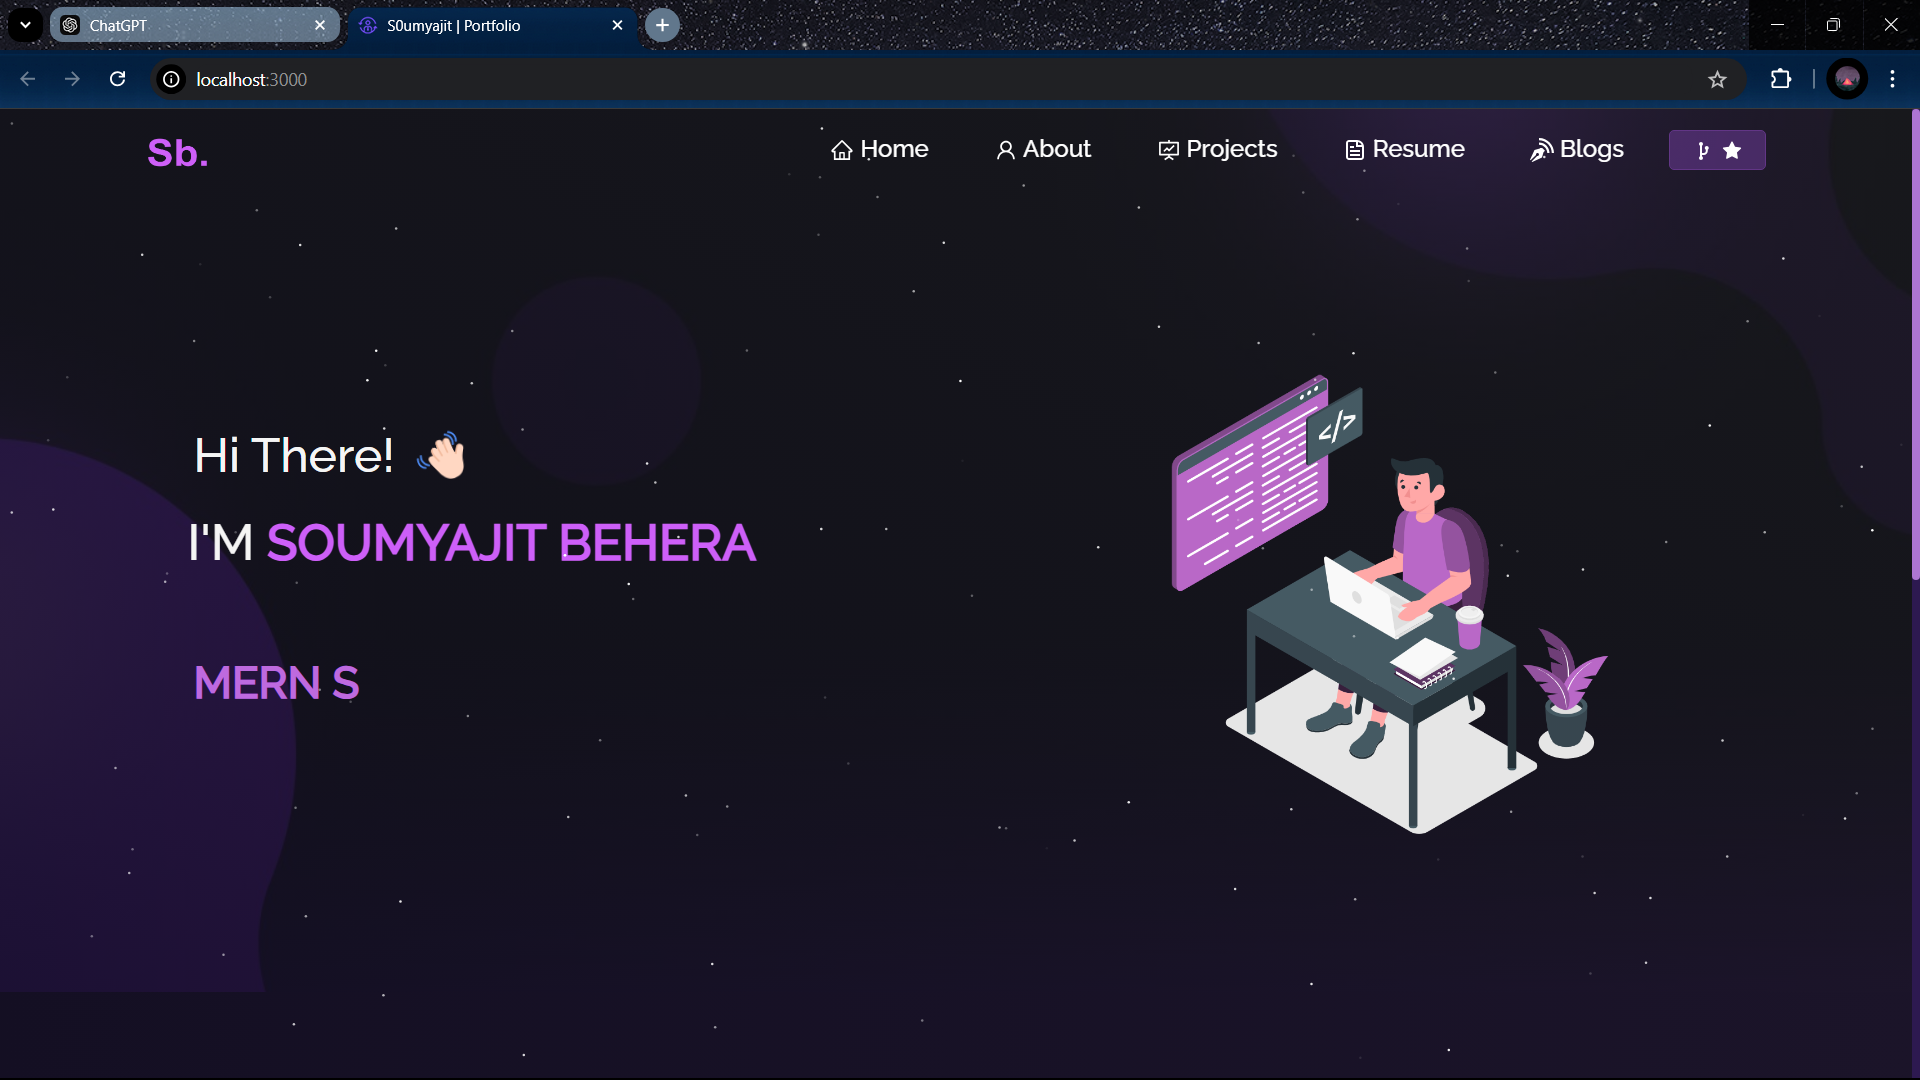 ChatGPT
S0umyajit | Portfolio
localhost:3000
Sb.
Home
About
Projects
Resume
Blogs
Hi There!
I'M SOUMYAJIT BEHERA
MERN S
</>